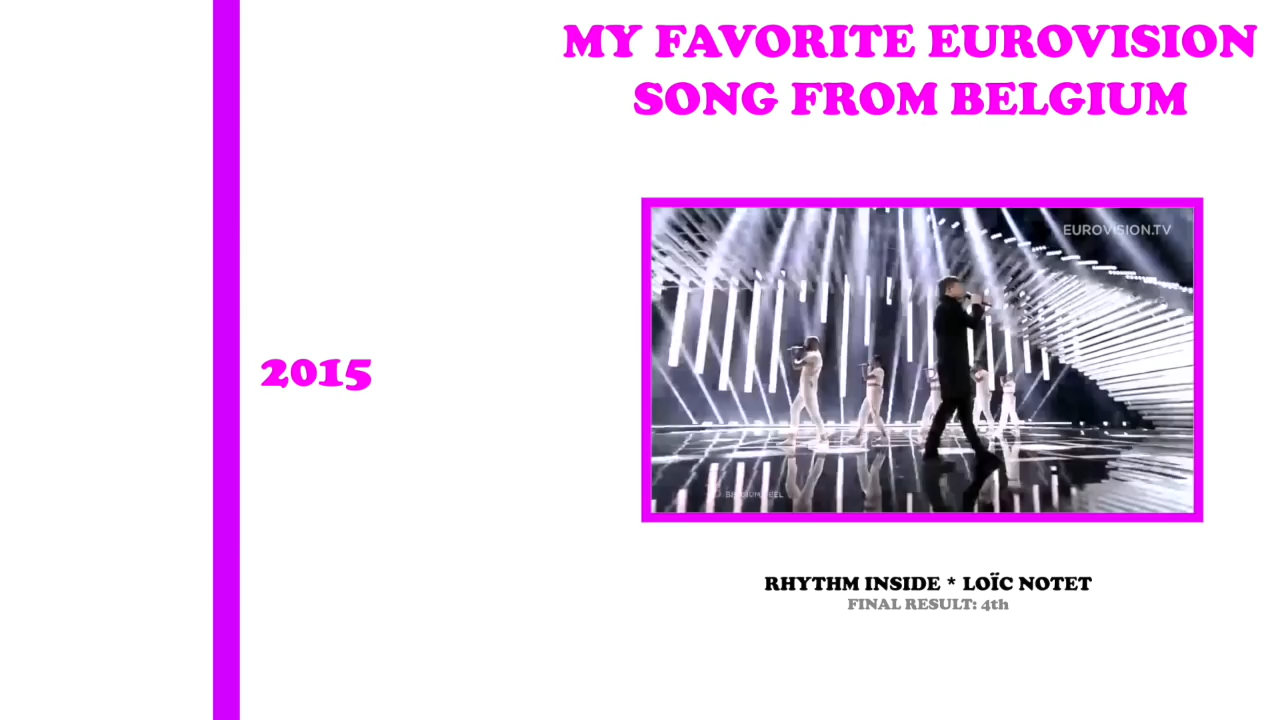 MY FAVORITE EUROVISION
SONG FROM BELGIUM
EUROVISION.TV
2015
RHYTHM INSIDE * LOÏC NOTET
FINAL RESULT: 4th